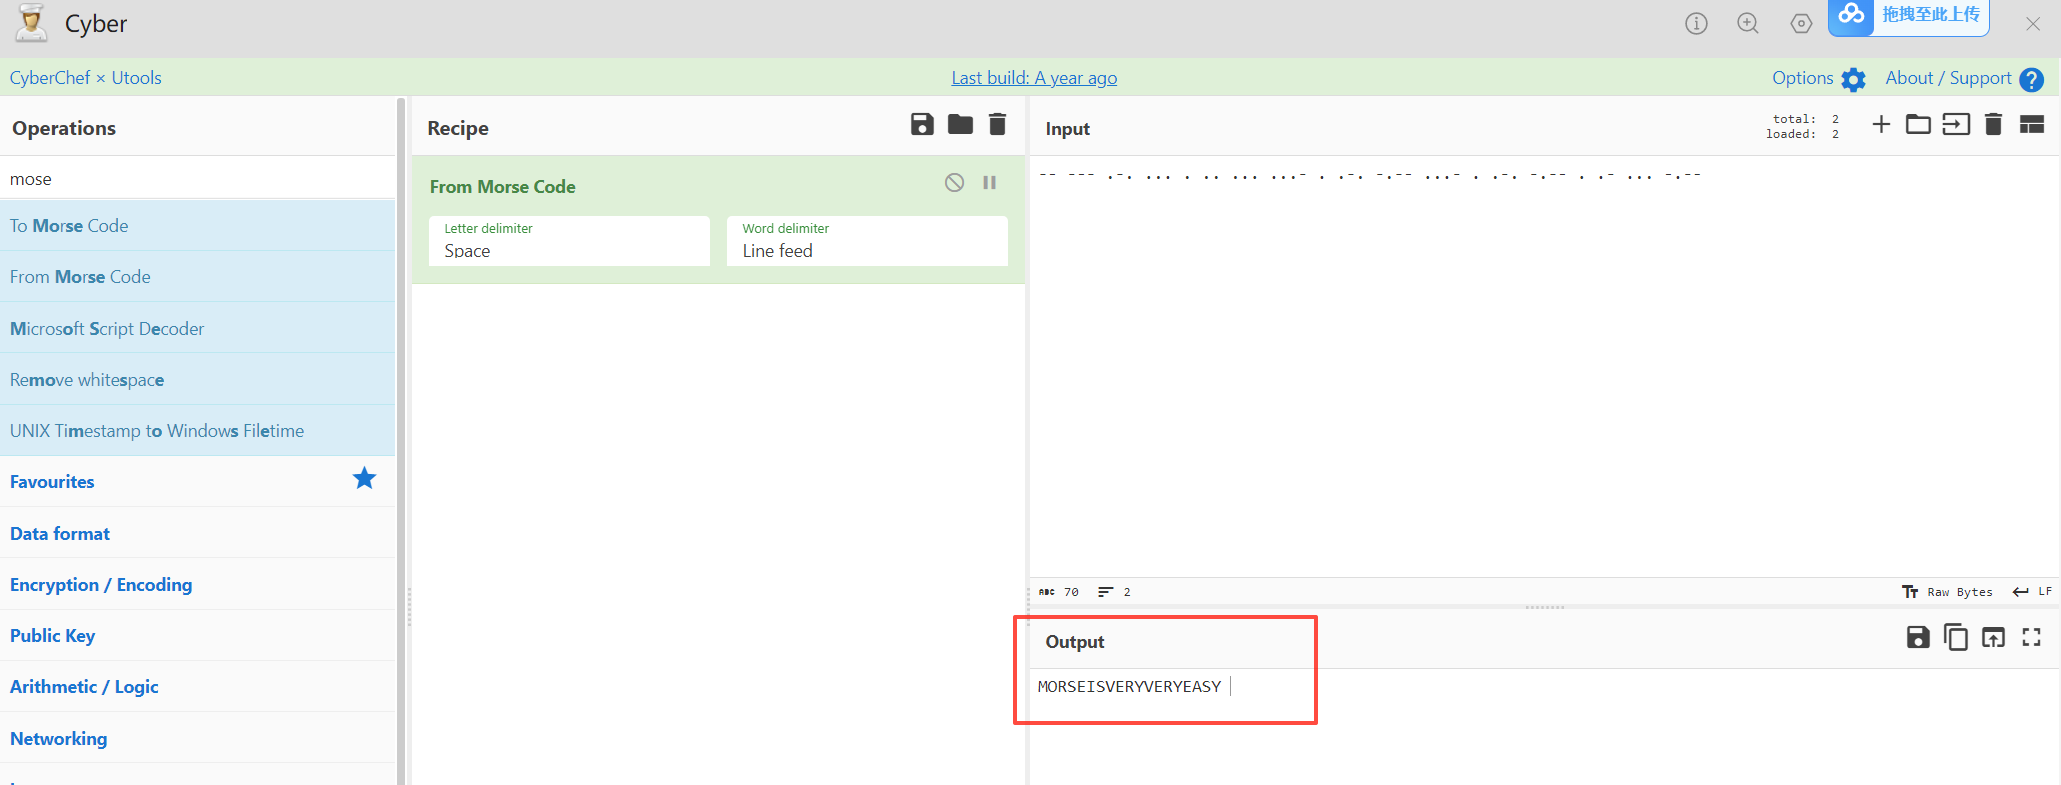 Cyber
拖拽至此上传
CyberChef × Utools
Last build: A year ago
Options
About / Support
Operations
mose
To Morse Code
From Morse Code
Microsoft Script Decoder
Remove whitespace
UNIX Timestamp to Windows Filetime
Favourites
Data format
Encryption / Encoding
Public Key
Arithmetic / Logic
Networking
Recipe
From Morse Code
Letter delimiter
Space
Word delimiter
Line feed
Input
total: 2
loaded: 2
-- --- .-. ... . .. ... ...- . .-. -.-- ...- . .-. -.-- . .- ... -.--
ABC 70
2
Raw Bytes
LF
Output
MORSEISVERYVERYEASY